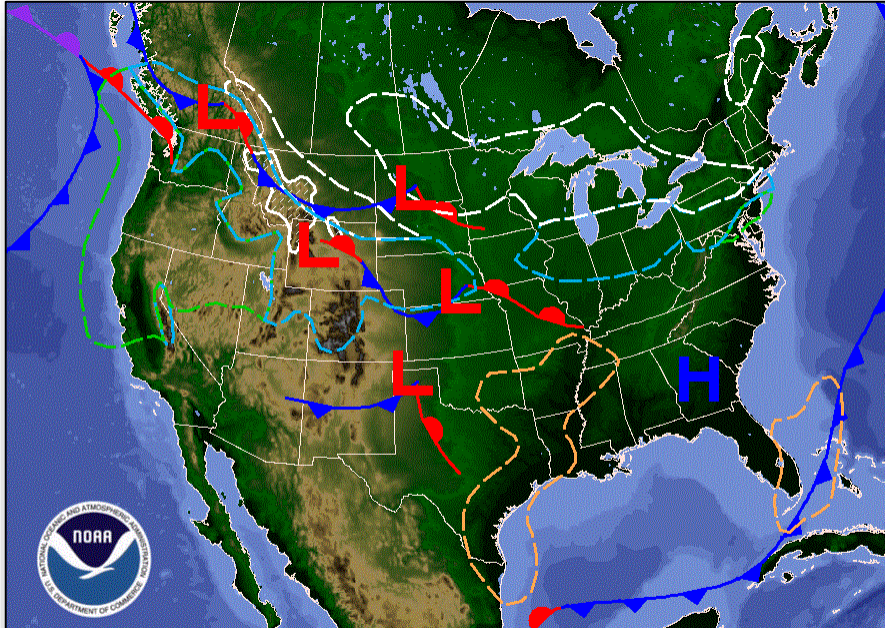 L
L
L
L
L
H
NATIONAL OCEANIC AND ATMOSPHERIC ADMINISTRATION
NOAA
U.S. DEPARTMENT OF COMMERCE